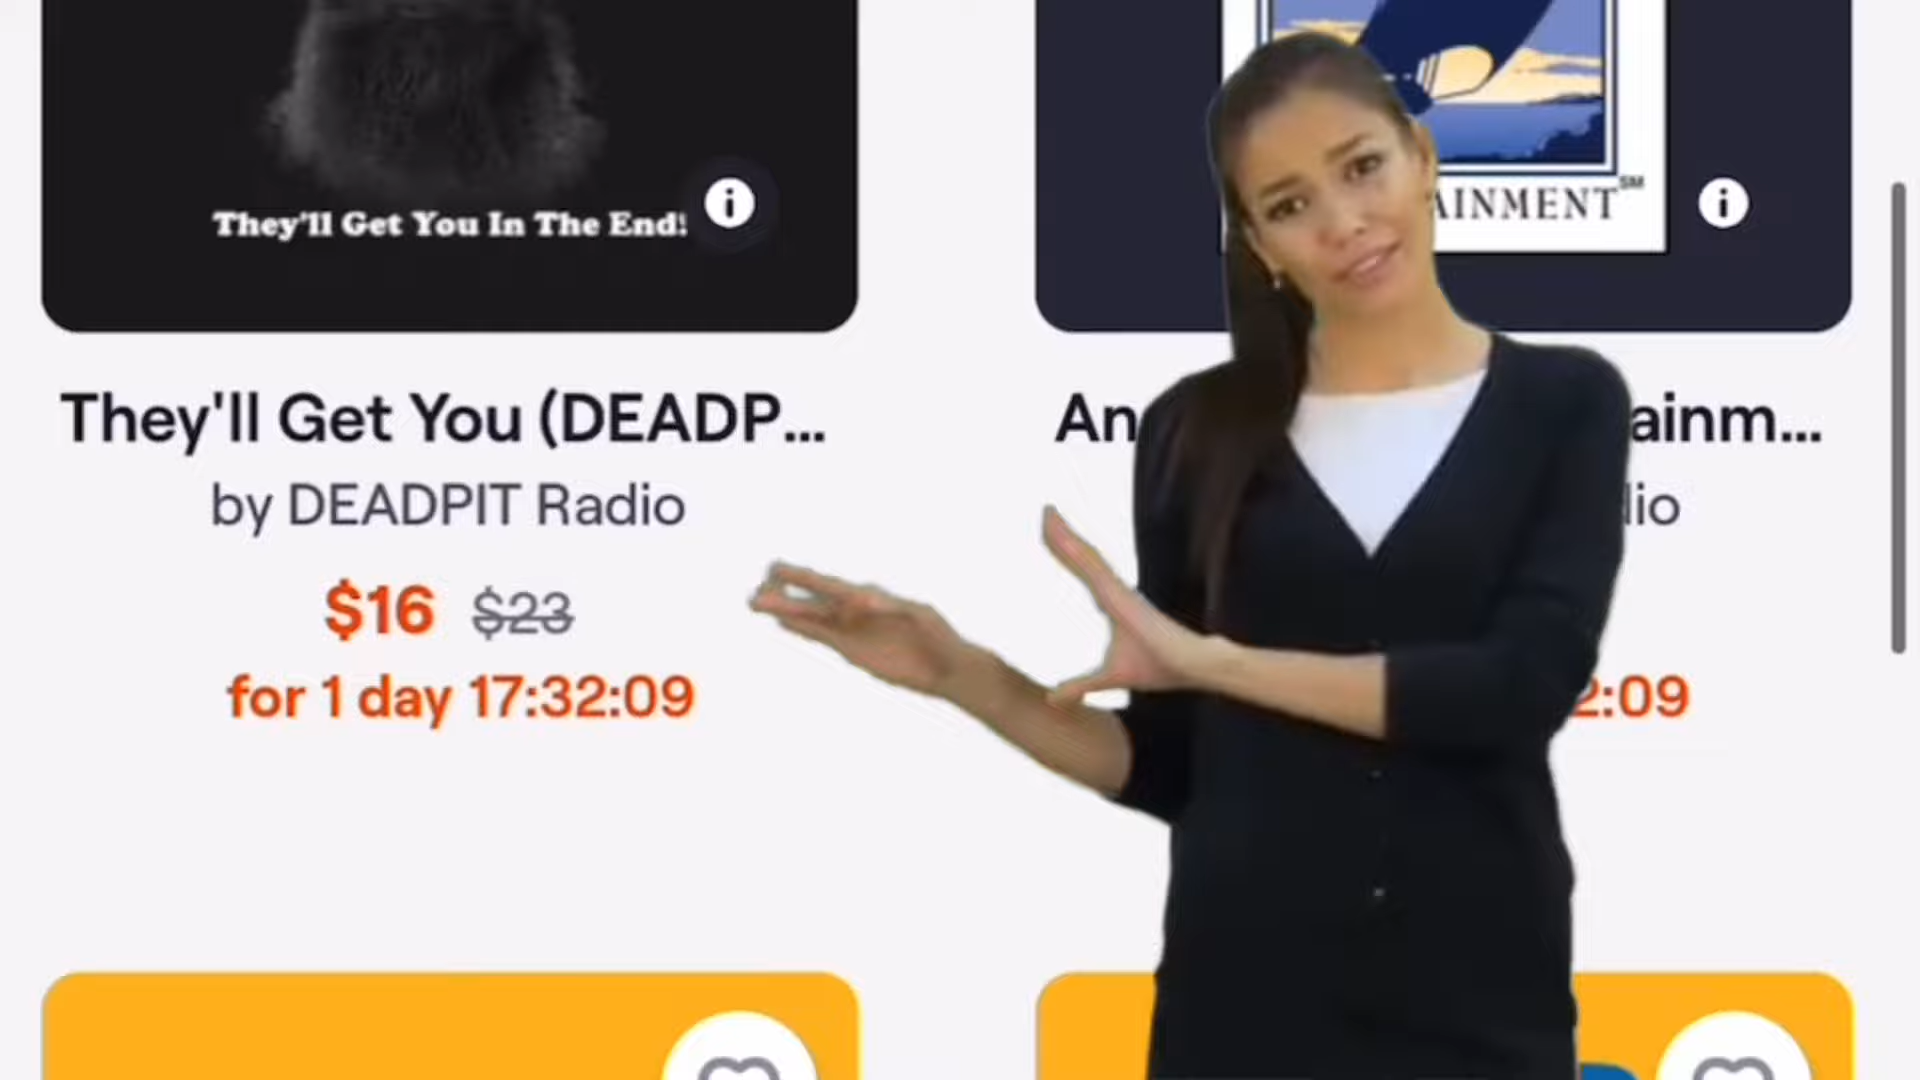 They'll Get You In The End!
AINMENT℠
They'll Get You (DEADP...
by DEADPIT Radio
$16 $23
for 1 day 17:32:09
An
ainm...
dio
2:09